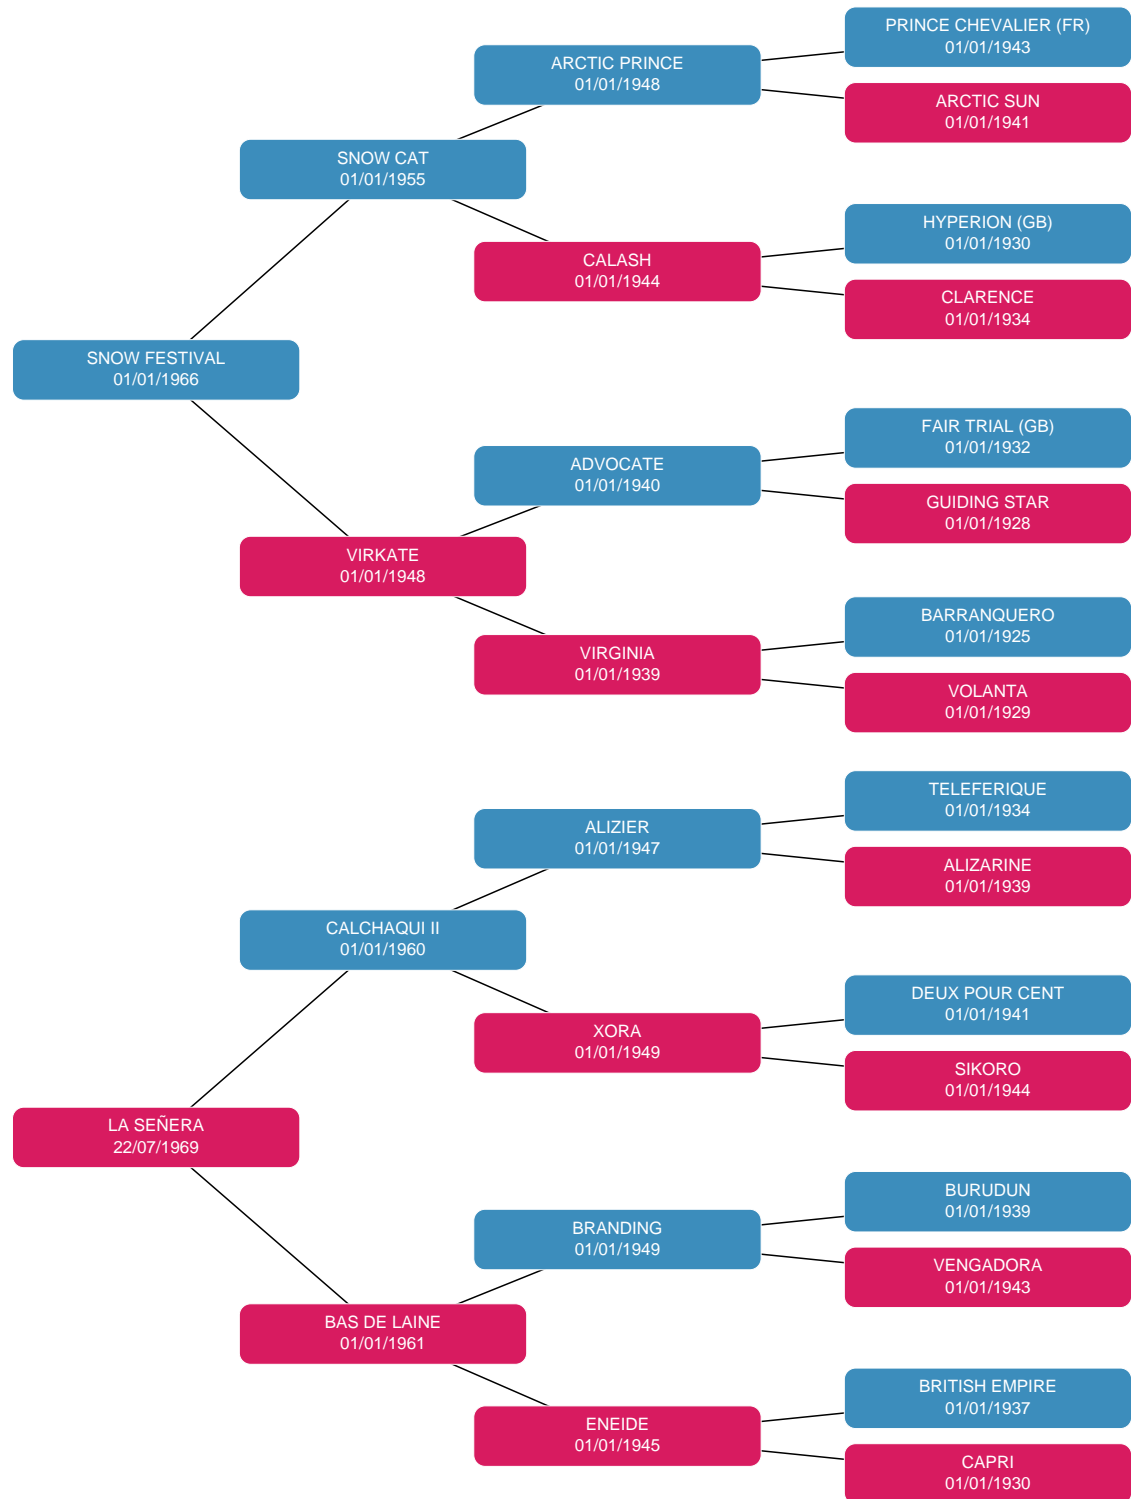 PRINCE CHEVALIER (FR)
01/01/1943
ARCTIC PRINCE
01/01/1948
ARCTIC SUN
01/01/1941
SNOW CAT
01/01/1955
HYPERION (GB)
01/01/1930
CALASH
01/01/1944
CLARENCE
01/01/1934
SNOW FESTIVAL
01/01/1966
FAIR TRIAL (GB)
01/01/1932
ADVOCATE
01/01/1940
GUIDING STAR
01/01/1928
VIRKATE
01/01/1948
BARRANQUERO
01/01/1925
VIRGINIA
01/01/1939
VOLANTA
01/01/1929
TELEFERIQUE
01/01/1934
ALIZIER
01/01/1947
ALIZARINE
01/01/1939
CALCHAQUI II
01/01/1960
DEUX POUR CENT
01/01/1941
XORA
01/01/1949
SIKORO
01/01/1944
LA SEÑERA
22/07/1969
BURUDUN
01/01/1939
BRANDING
01/01/1949
VENGADORA
01/01/1943
BAS DE LAINE
01/01/1961
BRITISH EMPIRE
01/01/1937
ENEIDE
01/01/1945
CAPRI
01/01/1930